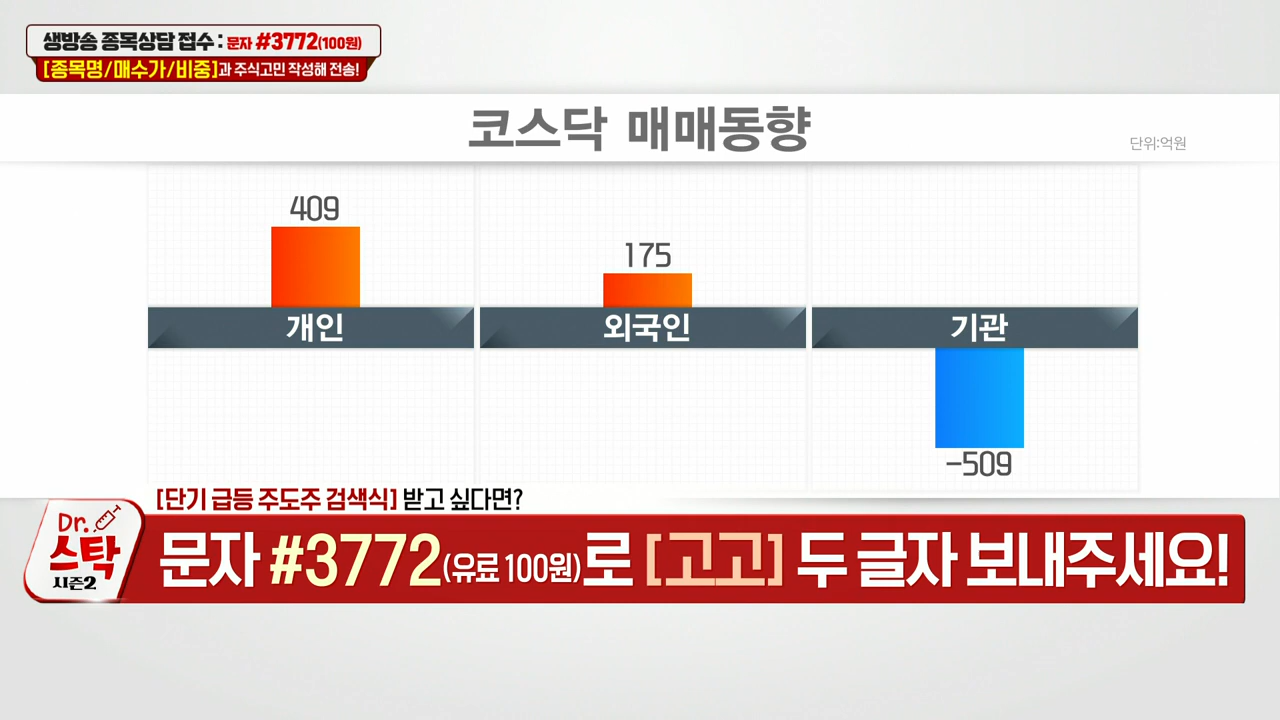 생방송 종목상담 접수 : 문자 #3772(100원)
[종목명/매수가/비중]과 주식고민 작성해 전송!
코스닥 매매동향
단위:억원
409
175
개인
외국인
기관
-509
[단기 급등 주도주 검색식] 받고 싶다면?
Dr.
스탁
시즌2
문자 #3772(유료 100원)로 [고고] 두 글자 보내주세요!